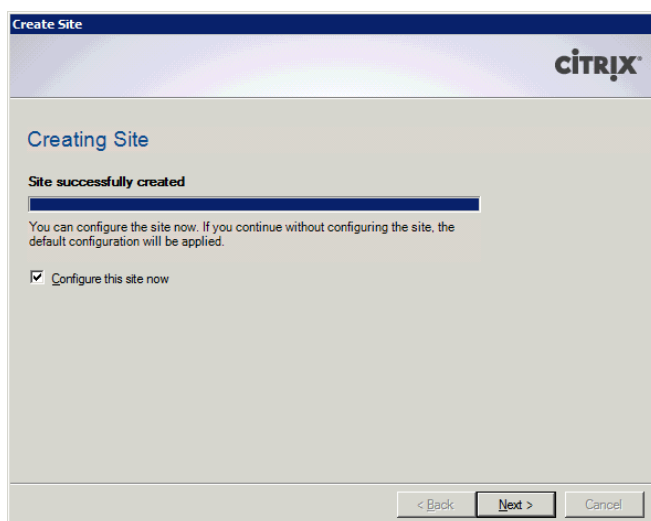 Create Site
CITRIX
Creating Site
Site successfully created
You can configure the site now. If you continue without configuring the site, the
default configuration will be applied.
Configure this site now
< Back
Next >
Cancel